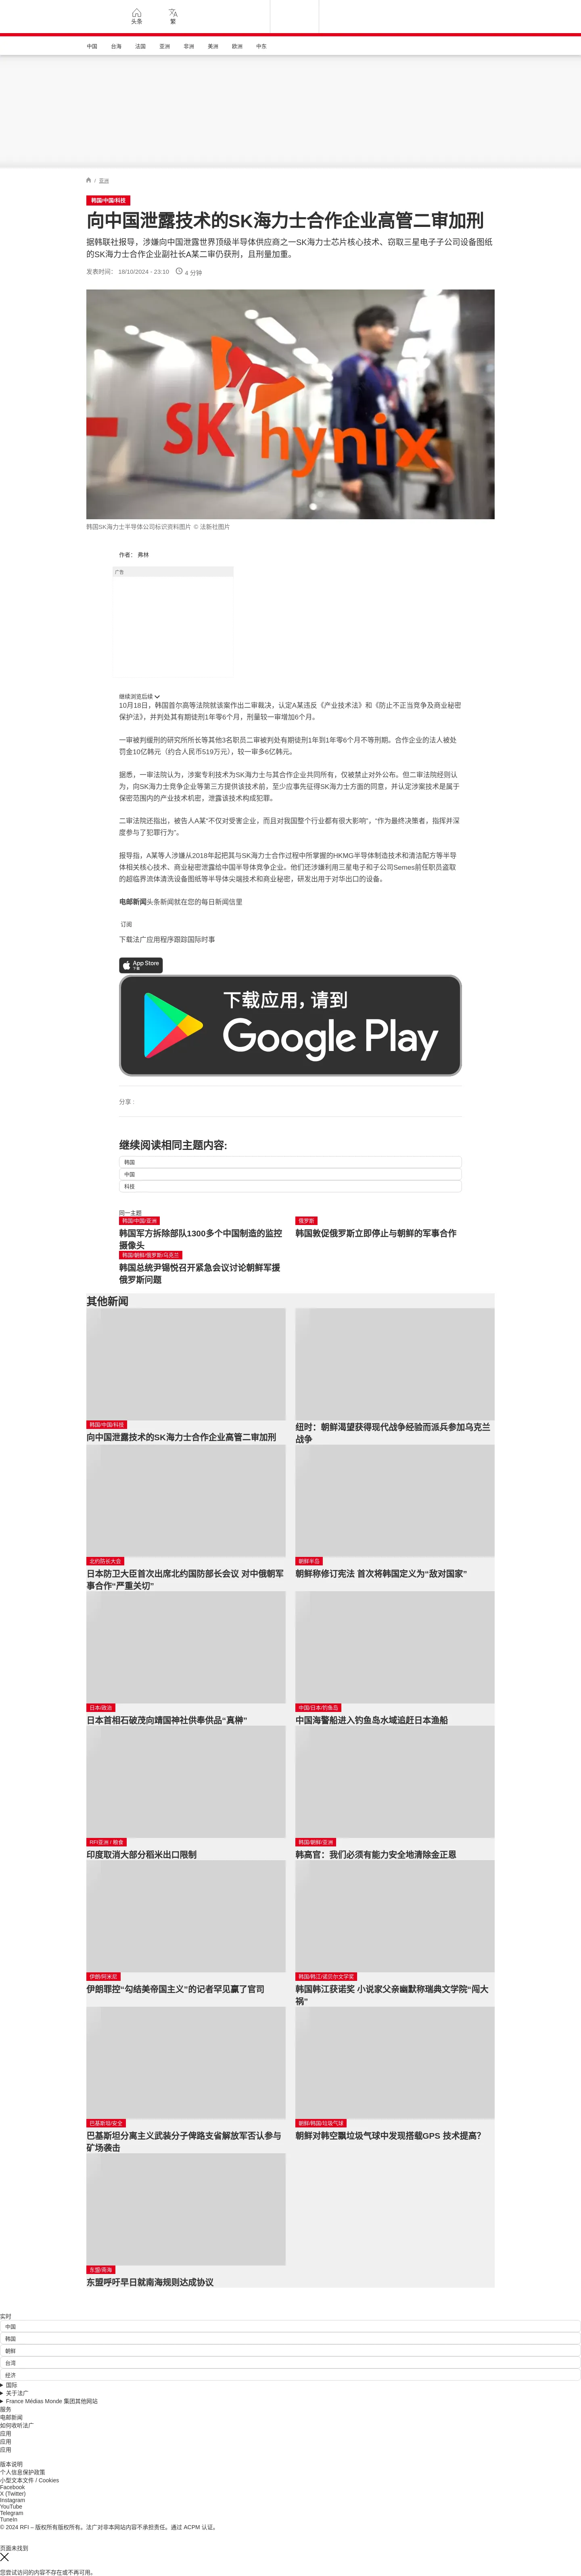 头条
繁
中国
台海
法国
亚洲
非洲
美洲
欧洲
中东
/ 亚洲
韩国/中国/科技
向中国泄露技术的SK海力士合作企业高管二审加刑
据韩联社报导，涉嫌向中国泄露世界顶级半导体供应商之一SK海力士芯片核心技术、窃取三星电子子公司设备图纸
的SK海力士合作企业副社长A某二审仍获刑，且刑量加重。
发表时间： 18/10/2024 - 23:10
4 分钟
SK hynix
韩国SK海力士半导体公司标识资料图片 © 法新社图片
作者： 弗林
广告
继续浏览后续
10月18日，韩国首尔高等法院就该案作出二审裁决，认定A某违反《产业技术法》和《防止不正当竞争及商业秘密
保护法》，并判处其有期徒刑1年零6个月，刑量较一审增加6个月。
一审被判缓刑的研究所所长等其他3名职员二审被判处有期徒刑1年到1年零6个月不等刑期。合作企业的法人被处
罚金10亿韩元（约合人民币519万元），较一审多6亿韩元。
据悉，一审法院认为，涉案专利技术为SK海力士与其合作企业共同所有，仅被禁止对外公布。但二审法院经则认
为，向SK海力士竞争企业等第三方提供该技术前，至少应事先征得SK海力士方面的同意，并认定涉案技术是属于
保密范围内的产业技术机密，泄露该技术构成犯罪。
二审法院还指出，被告人A某“不仅对受害企业，而且对我国整个行业都有很大影响”，“作为最终决策者，指挥并深
度参与了犯罪行为”。
报导指，A某等人涉嫌从2018年起把其与SK海力士合作过程中所掌握的HKMG半导体制造技术和清洁配方等半导
体相关核心技术、商业秘密泄露给中国半导体竞争企业。他们还涉嫌利用三星电子和子公司Semes前任职员盗取
的超临界流体清洗设备图纸等半导体尖端技术和商业秘密，研发出用于对华出口的设备。
电邮新闻头条新闻就在您的每日新闻信里
订阅
下载法广应用程序跟踪国际时事
App Store
下载
下载应用，请到
Google Play
分享 :
继续阅读相同主题内容:
韩国
中国
科技
同一主题
韩国/中国/亚洲
韩国军方拆除部队1300多个中国制造的监控
摄像头
俄罗斯
韩国敦促俄罗斯立即停止与朝鲜的军事合作
韩国/朝鲜/俄罗斯/乌克兰
韩国总统尹锡悦召开紧急会议讨论朝鲜军援
俄罗斯问题
其他新闻
韩国/中国/科技
向中国泄露技术的SK海力士合作企业高管二审加刑
纽时：朝鲜渴望获得现代战争经验而派兵参加乌克兰
战争
北约防长大会
日本防卫大臣首次出席北约国防部长会议 对中俄朝军
事合作“严重关切”
朝鲜半岛
朝鲜称修订宪法 首次将韩国定义为“敌对国家”
日本/政治
日本首相石破茂向靖国神社供奉供品“真榊”
中国/日本/钓鱼岛
中国海警船进入钓鱼岛水域追赶日本渔船
RFI亚洲 / 粮食
印度取消大部分稻米出口限制
韩国/朝鲜/亚洲
韩高官：我们必须有能力安全地清除金正恩
伊朗/阿米尼
伊朗罪控“勾结美帝国主义”的记者罕见赢了官司
韩国/韩江/诺贝尔文学奖
韩国韩江获诺奖 小说家父亲幽默称瑞典文学院“闯大
祸”
巴基斯坦/安全
巴基斯坦分离主义武装分子俾路支省解放军否认参与
矿场袭击
朝鲜/韩国/垃圾气球
朝鲜对韩空飘垃圾气球中发现搭载GPS 技术提高？
东盟/南海
东盟呼吁早日就南海规则达成协议
实时
中国
韩国
朝鲜
台湾
经济
国际
关于法广
France Médias Monde 集团其他网站
服务
电邮新闻
如何收听法广
应用
应用
应用
版本说明
个人信息保护政策
小型文本文件 / Cookies
Facebook
X (Twitter)
Instagram
YouTube
Telegram
TuneIn
© 2024 RFI – 版权所有版权所有。法广对非本网站内容不承担责任。通过 ACPM 认证。
页面未找到
您尝试访问的内容不存在或不再可用。